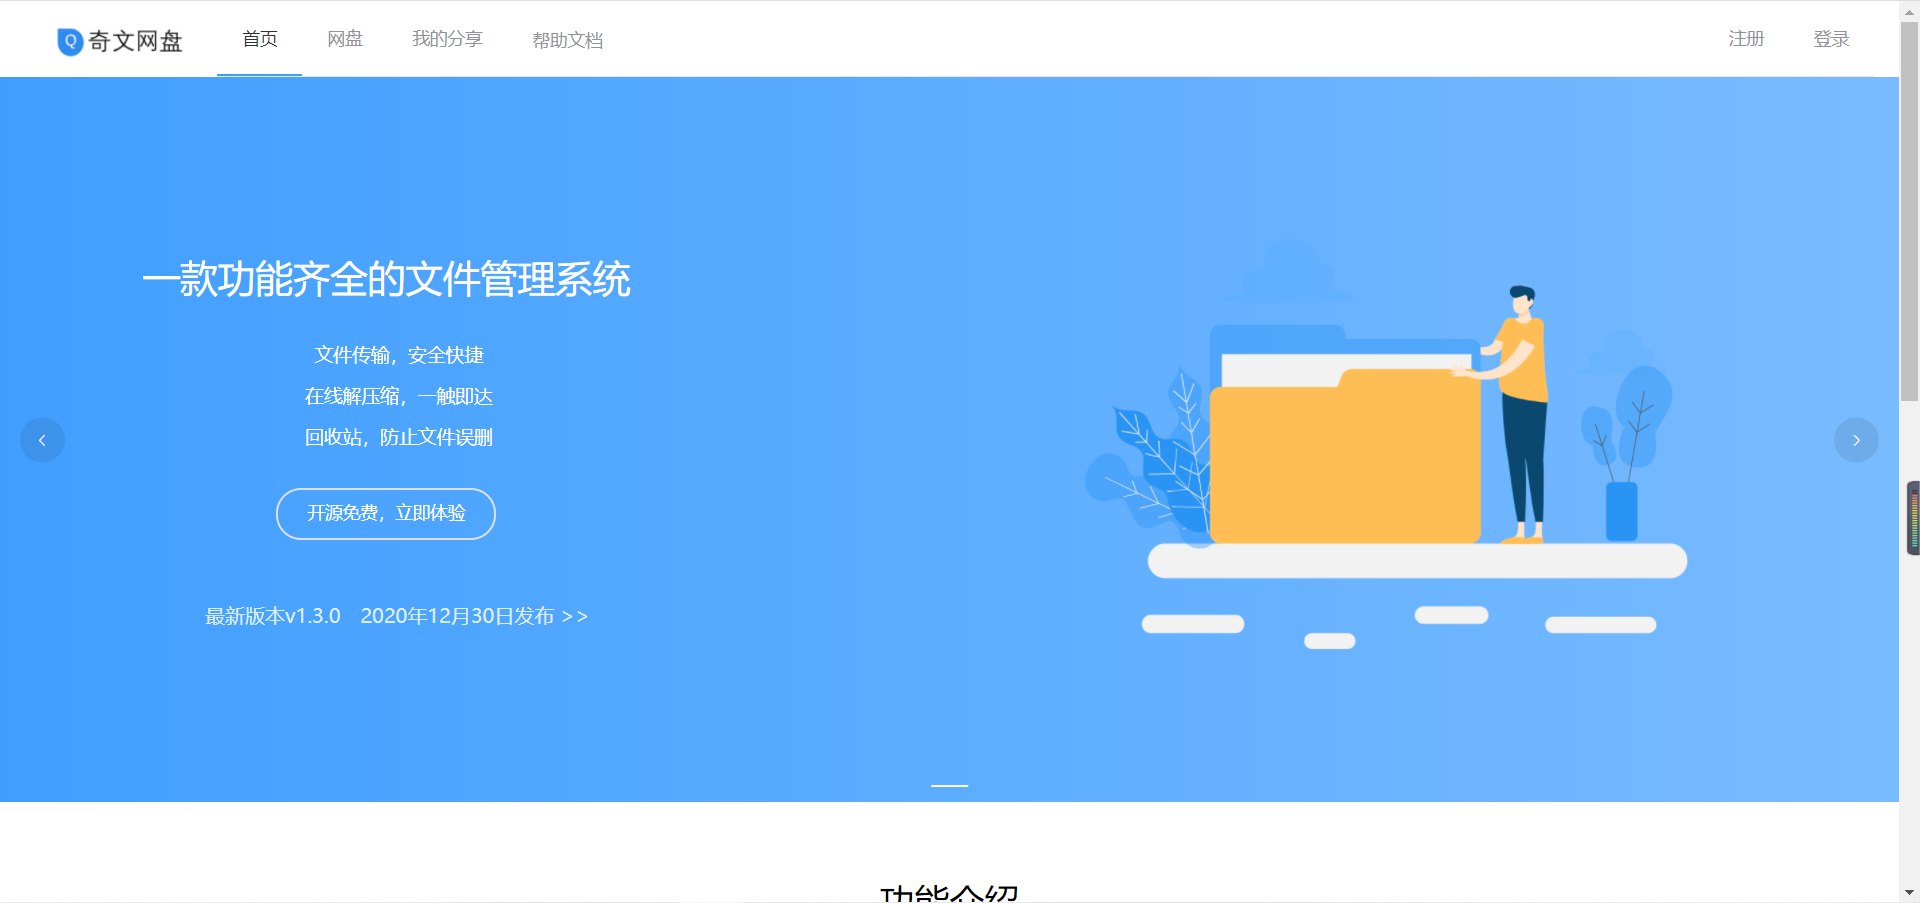 Q 奇文网盘 首页 网盘 我的分享 帮助文档 注册 登录
一款功能齐全的文件管理系统
文件传输，安全快捷
在线解压缩，一触即达
回收站，防止文件误删
开源免费，立即体验
最新版本v1.3.0 2020年12月30日发布 >>
功能介绍